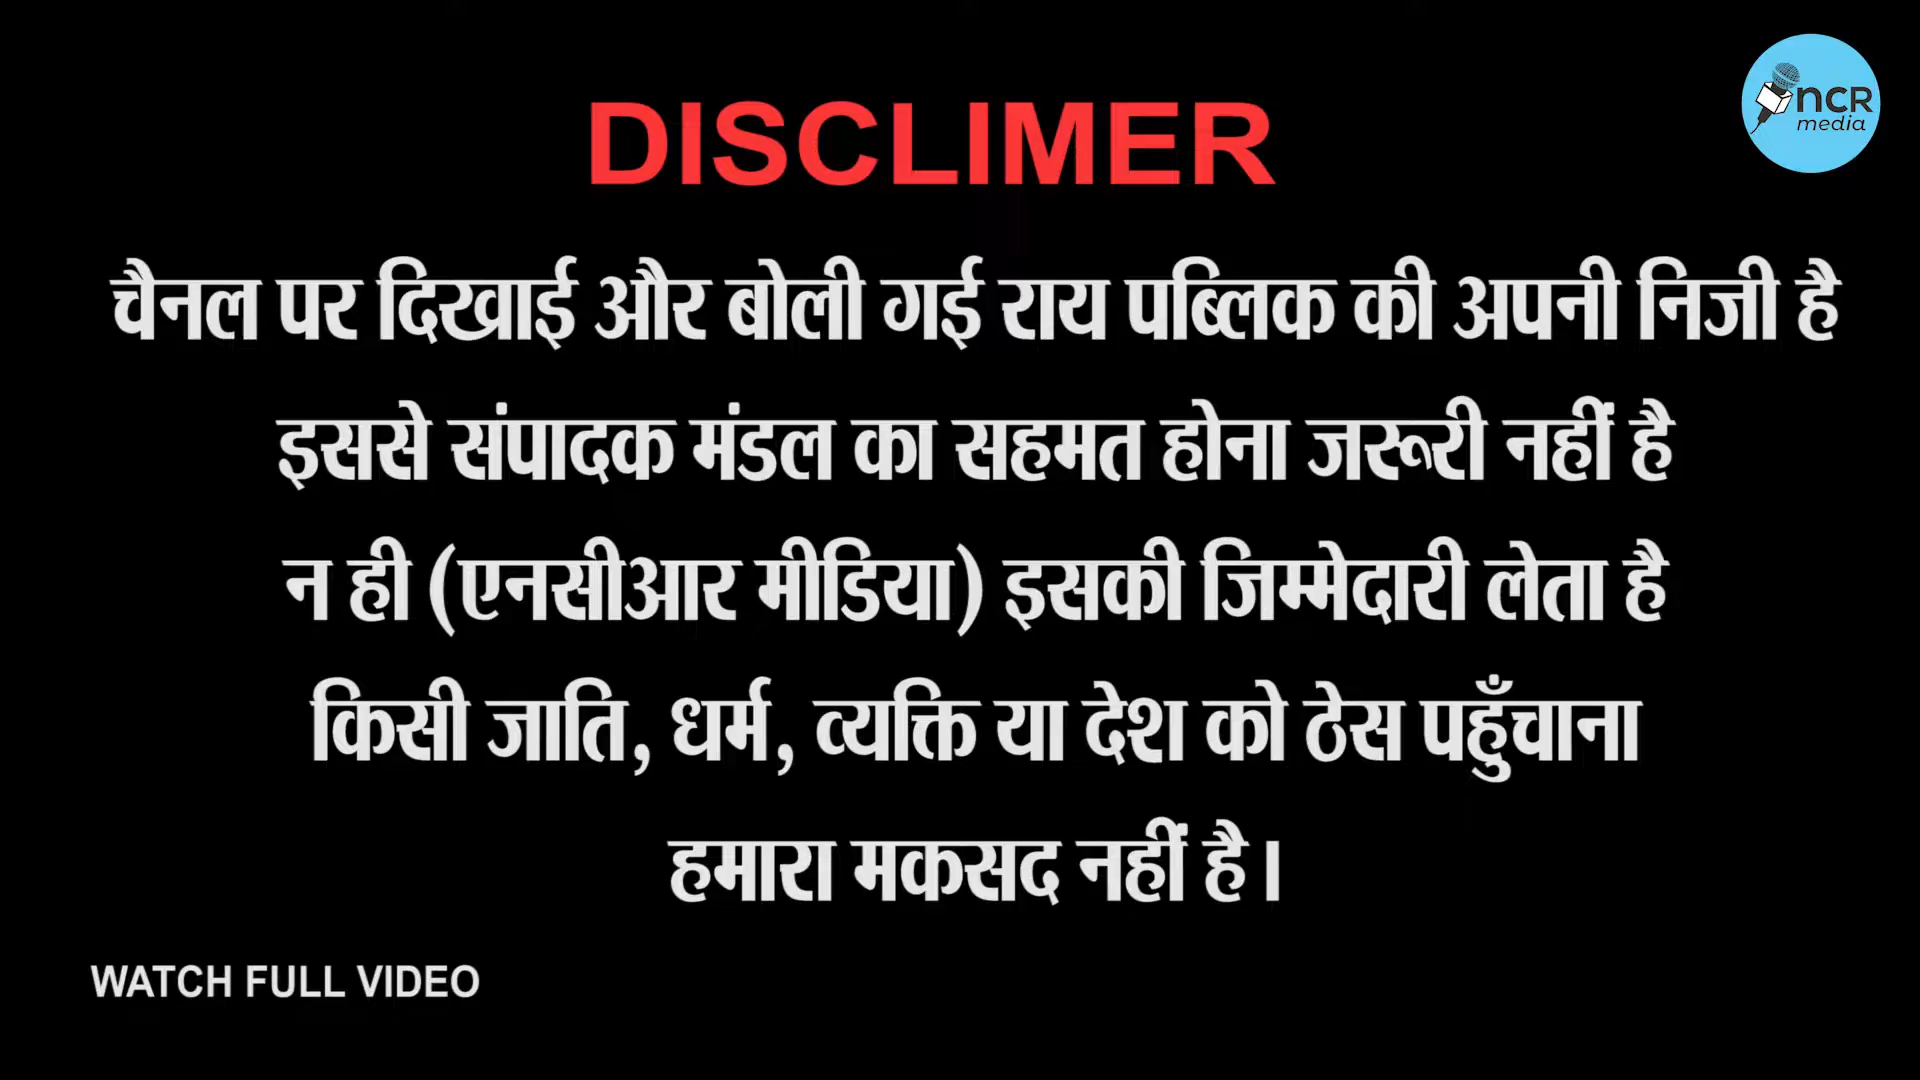 ncr
media
DISCLIMER
चैनल पर दिखाई और बोली गई राय पब्लिक की अपनी निजी है
इससे संपादक मंडल का सहमत होना जरूरी नहीं है
न ही (एनसीआर मीडिया) इसकी जिम्मेदारी लेता है
किसी जाति, धर्म, व्यक्ति या देश को ठेस पहुँचाना
हमारा मकसद नहीं है।
WATCH FULL VIDEO